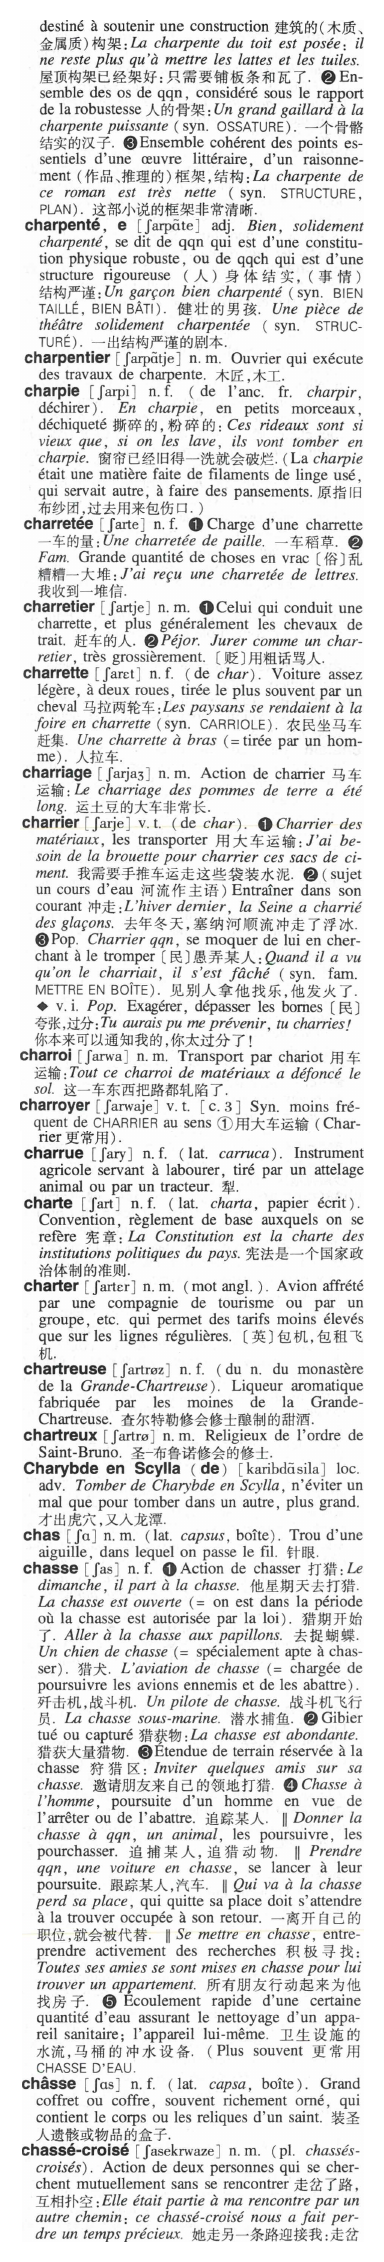 destiné à soutenir une construction 建筑的(木质、
金属质)构架:La charpente du toit est posée: il
ne reste plus qu'à mettre les lattes et les tuiles.
屋顶构架已经架好:只需要铺板条和瓦了. ❷ En-
semble des os de qqn, considéré sous le rapport
de la robustesse 人的骨架:Un grand gaillard à la
charpente puissante (syn. OSSATURE). 一个骨骼
结实的汉子. ❸Ensemble cohérent des points es-
sentiels d'une œuvre littéraire, d'un raisonne-
ment (作品、推理的)框架,结构:La charpente de
ce roman est très nette (syn. STRUCTURE,
PLAN). 这部小说的框架非常清晰.
charpenté, e [ʃarpɑ̃te] adj. Bien, solidement
charpenté, se dit de qqn qui est d'une constitu-
tion physique robuste, ou de qqch qui est d'une
structure rigoureuse (人)身体结实,(事情)
结构严谨:Un garçon bien charpenté (syn. BIEN
TAILLÉ, BIEN BÂTI). 健壮的男孩. Une pièce de
théâtre solidement charpentée (syn. STRUC-
TURÉ). 一出结构严谨的剧本.
charpentier [ʃarpɑ̃tje] n. m. Ouvrier qui exécute
des travaux de charpente. 木匠,木工.
charpie [ʃarpi] n. f. (de l'anc. fr. charpir,
déchirer). En charpie, en petits morceaux,
déchiqueté 撕碎的,粉碎的:Ces rideaux sont si
vieux que, si on les lave, ils vont tomber en
charpie. 窗帘已经旧得一洗就会破烂. (La charpie
était une matière faite de filaments de linge usé,
qui servait autre, à faire des pansements. 原指旧
布纱团,过去用来包伤口.)
charretée [ʃarte] n. f. ❶ Charge d'une charrette
一车的量:Une charretée de paille. 一车稻草. ❷
Fam. Grande quantité de choses en vrac [俗]乱
糟糟一大堆:J'ai reçu une charretée de lettres.
我收到一堆信.
charretier [ʃartje] n. m. ❶Celui qui conduit une
charrette, et plus généralement les chevaux de
trait. 赶车的人. ❷Péjor. Jurer comme un char-
retier, très grossièrement. [贬]用粗话骂人.
charrette [ʃarɛt] n. f. (de char). Voiture assez
légère, à deux roues, tirée le plus souvent par un
cheval 马拉两轮车:Les paysans se rendaient à la
foire en charrette (syn. CARRIOLE). 农民坐马车
赶集. Une charrette à bras (=tirée par un hom-
me). 人拉车.
charriage [ʃarjaʒ] n. m. Action de charrier 马车
运输:Le charriage des pommes de terre a été
long. 运土豆的大车非常长.
charrier [ʃarje] v. t. (de char). ❶ Charrier des
matériaux, les transporter 用大车运输:J'ai be-
soin de la brouette pour charrier ces sacs de ci-
ment. 我需要手推车运走这些袋装水泥. ❷(sujet
un cours d'eau 河流作主语) Entraîner dans son
courant 冲走:L'hiver dernier, la Seine a charrié
des glaçons. 去年冬天,塞纳河顺流冲走了浮冰.
❸Pop. Charrier qqn, se moquer de lui en cher-
chant à le tromper [民]愚弄某人:Quand il a vu
qu'on le charriait, il s'est fâché (syn. fam.
METTRE EN BOÎTE). 见别人拿他找乐,他发火了.
◆ v. i. Pop. Exagérer, dépasser les bornes [民]
夸张,过分:Tu aurais pu me prévenir, tu charries!
你本来可以通知我的,你太过分了!
charroi [ʃarwa] n. m. Transport par chariot 用车
运输:Tout ce charroi de matériaux a défoncé le
sol. 这一车东西把路都轧陷了.
charroyer [ʃarwaje] v. t. [c. 3] Syn. moins fré-
quent de CHARRIER au sens ①用大车运输 (Char-
rier 更常用).
charrue [ʃary] n. f. (lat. carruca). Instrument
agricole servant à labourer, tiré par un attelage
animal ou par un tracteur. 犁.
charte [ʃart] n. f. (lat. charta, papier écrit).
Convention, règlement de base auxquels on se
refère 宪章:La Constitution est la charte des
institutions politiques du pays. 宪法是一个国家政
治体制的准则.
charter [ʃartɛr] n. m. (mot angl.). Avion affrété
par une compagnie de tourisme ou par un
groupe, etc. qui permet des tarifs moins élevés
que sur les lignes régulières. [英]包机,包租飞
机.
chartreuse [ʃartrøz] n. f. (du n. du monastère
de la Grande-Chartreuse). Liqueur aromatique
fabriquée par les moines de la Grande-
Chartreuse. 查尔特勒修会修士酿制的甜酒.
chartreux [ʃartrø] n. m. Religieux de l'ordre de
Saint-Bruno. 圣-布鲁诺修会的修士.
Charybde en Scylla (de) [karibdɑ̃sila] loc.
adv. Tomber de Charybde en Scylla, n'éviter un
mal que pour tomber dans un autre, plus grand.
才出虎穴,又入龙潭.
chas [ʃɑ] n. m. (lat. capsus, boîte). Trou d'une
aiguille, dans lequel on passe le fil. 针眼.
chasse [ʃas] n. f. ❶ Action de chasser 打猎:Le
dimanche, il part à la chasse. 他星期天去打猎.
La chasse est ouverte (= on est dans la période
où la chasse est autorisée par la loi). 猎期开始
了. Aller à la chasse aux papillons. 去捉蝴蝶.
Un chien de chasse (= spécialement apte à chas-
ser). 猎犬. L'aviation de chasse (= chargée de
poursuivre les avions ennemis et de les abattre).
歼击机,战斗机. Un pilote de chasse. 战斗机飞行
员. La chasse sous-marine. 潜水捕鱼. ❷ Gibier
tué ou capturé 猎获物:La chasse est abondante.
猎获大量猎物. ❸Étendue de terrain réservée à la
chasse 狩猎区: Inviter quelques amis sur sa
chasse. 邀请朋友来自己的领地打猎. ❹ Chasse à
l'homme, poursuite d'un homme en vue de
l'arrêter ou de l'abattre. 追踪某人. ‖ Donner la
chasse à qqn, un animal, les poursuivre, les
pourchasser. 追捕某人,追猎动物. ‖ Prendre
qqn, une voiture en chasse, se lancer à leur
poursuite. 跟踪某人,汽车. ‖ Qui va à la chasse
perd sa place, qui quitte sa place doit s'attendre
à la trouver occupée à son retour. 一离开自己的
职位,就会被代替. ‖ Se mettre en chasse, entre-
prendre activement des recherches 积极寻找:
Toutes ses amies se sont mises en chasse pour lui
trouver un appartement. 所有朋友行动起来为他
找房子. ❺ Écoulement rapide d'une certaine
quantité d'eau assurant le nettoyage d'un appa-
reil sanitaire; l'appareil lui-même. 卫生设施的
水流,马桶的冲水设备. (Plus souvent 更常用
CHASSE D'EAU.
châsse [ʃɑs] n. f. (lat. capsa, boîte). Grand
coffret ou coffre, souvent richement orné, qui
contient le corps ou les reliques d'un saint. 装圣
人遗骸或物品的盒子.
chassé-croisé [ʃasekrwaze] n. m. (pl. chassés-
croisés). Action de deux personnes qui se cher-
chent mutuellement sans se rencontrer 走岔了路,
互相扑空:Elle était partie à ma rencontre par un
autre chemin; ce chassé-croisé nous a fait per-
dre un temps précieux. 她走另一条路迎接我:走岔